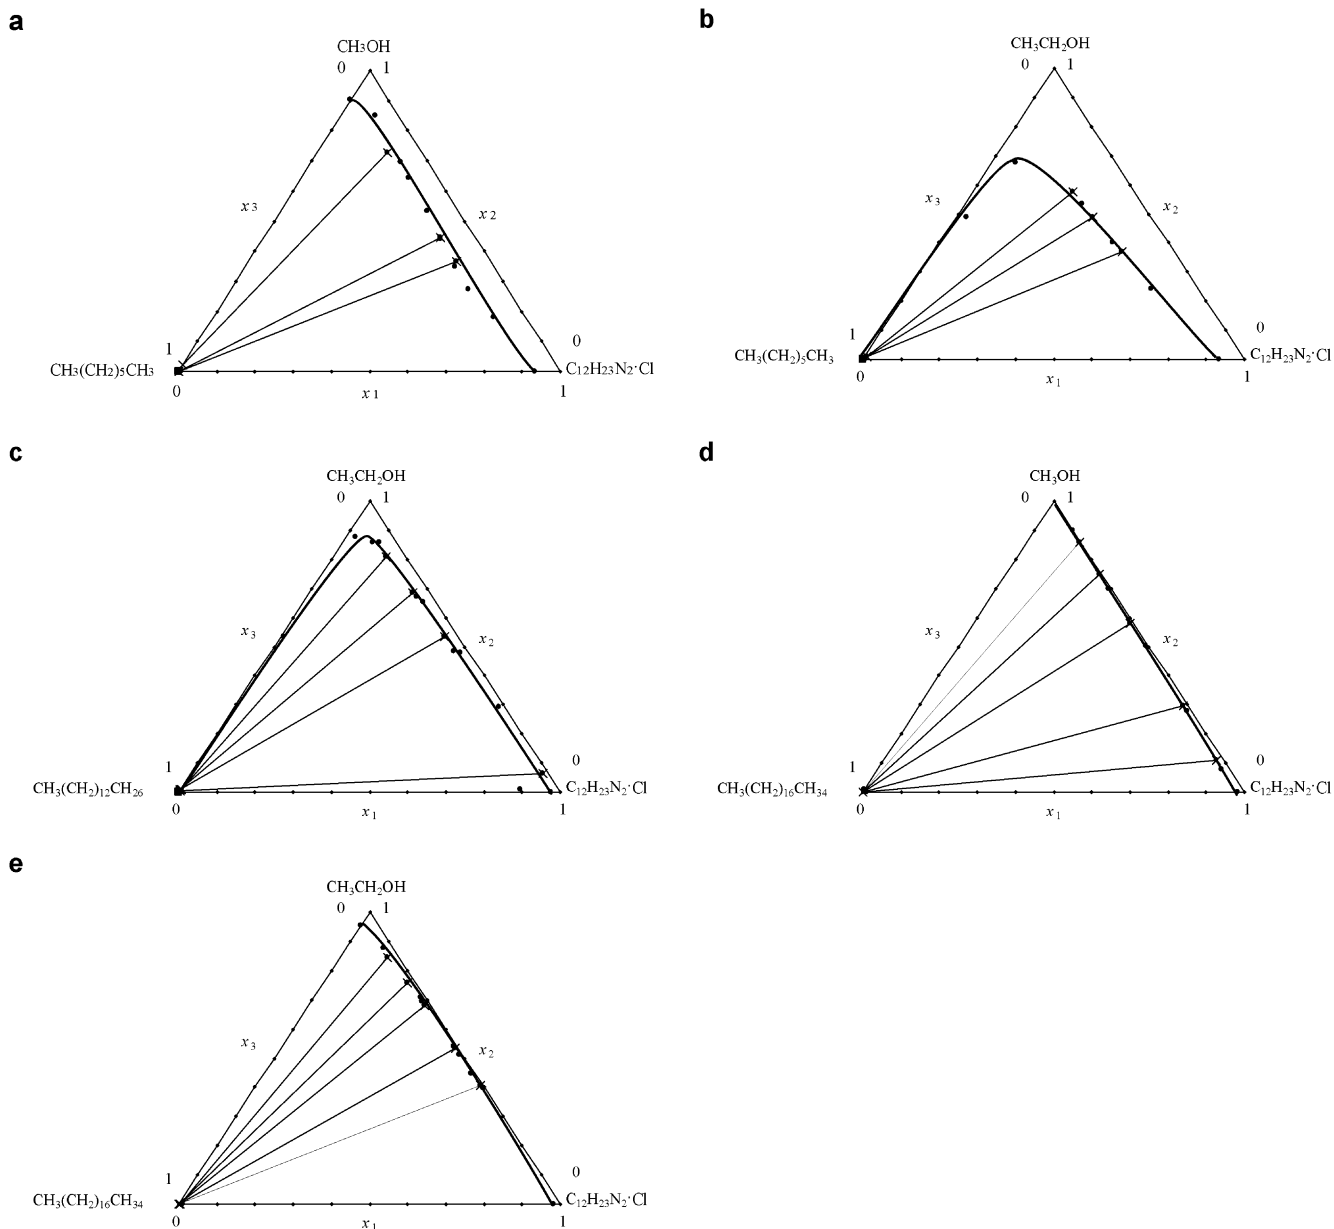 a
CH3OH
0 1
x3
x2
1
0
CH3(CH2)5CH3
C12H23N2·Cl
0
x1
1
b
CH₃CH₂OH
0 1
x₃
x₂
1
0
CH₃(CH₂)₅CH₃
C₁₂H₂₃N₂·Cl
0
x₁
1
c
CH₃CH₂OH
0 1
x₃
x₂
1
0
CH₃(CH₂)₁₂CH₂₆
C₁₂H₂₃N₂·Cl
0
x₁
1
d
CH₃OH
0 1
x₃
x₂
1
0
CH₃(CH₂)₁₆CH₃₄
C₁₂H₂₃N₂·Cl
0
x₁
1
e
CH₃CH₂OH
0 1
x₃
x₂
1
0
CH₃(CH₂)₁₆CH₃₄
C₁₂H₂₃N₂·Cl
0
x₁
1